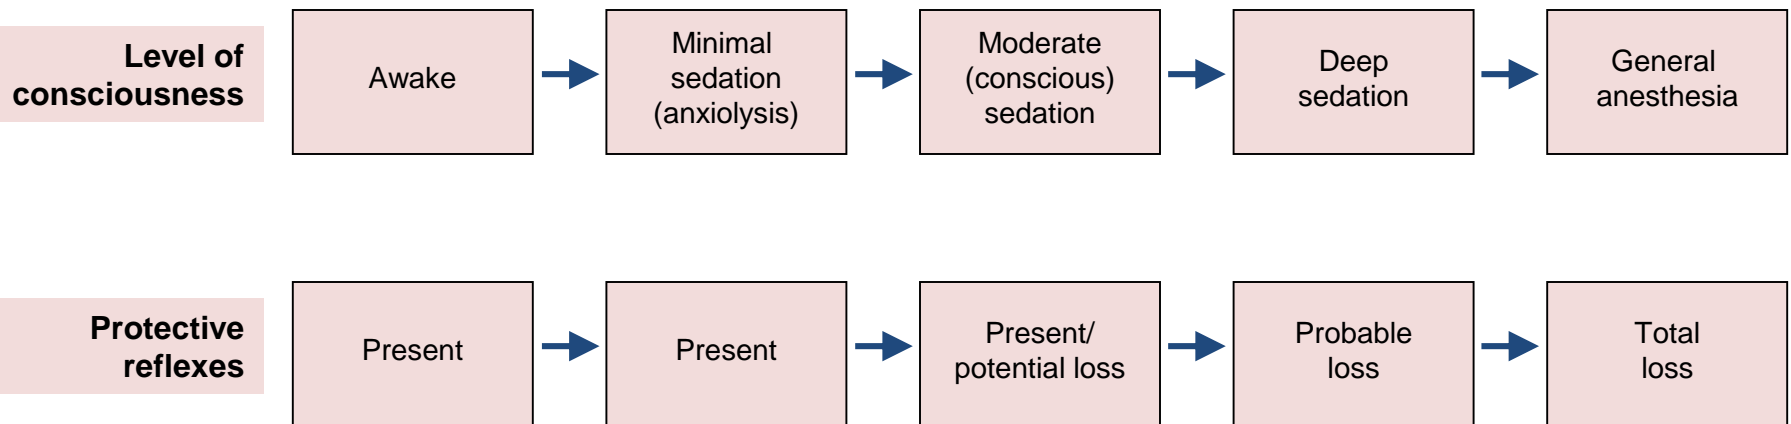 Level of
consciousness
Awake
Minimal
sedation
(anxiolysis)
Moderate
(conscious)
sedation
Deep
sedation
General
anesthesia
Protective
reflexes
Present
Present
Present/
potential loss
Probable
loss
Total
loss